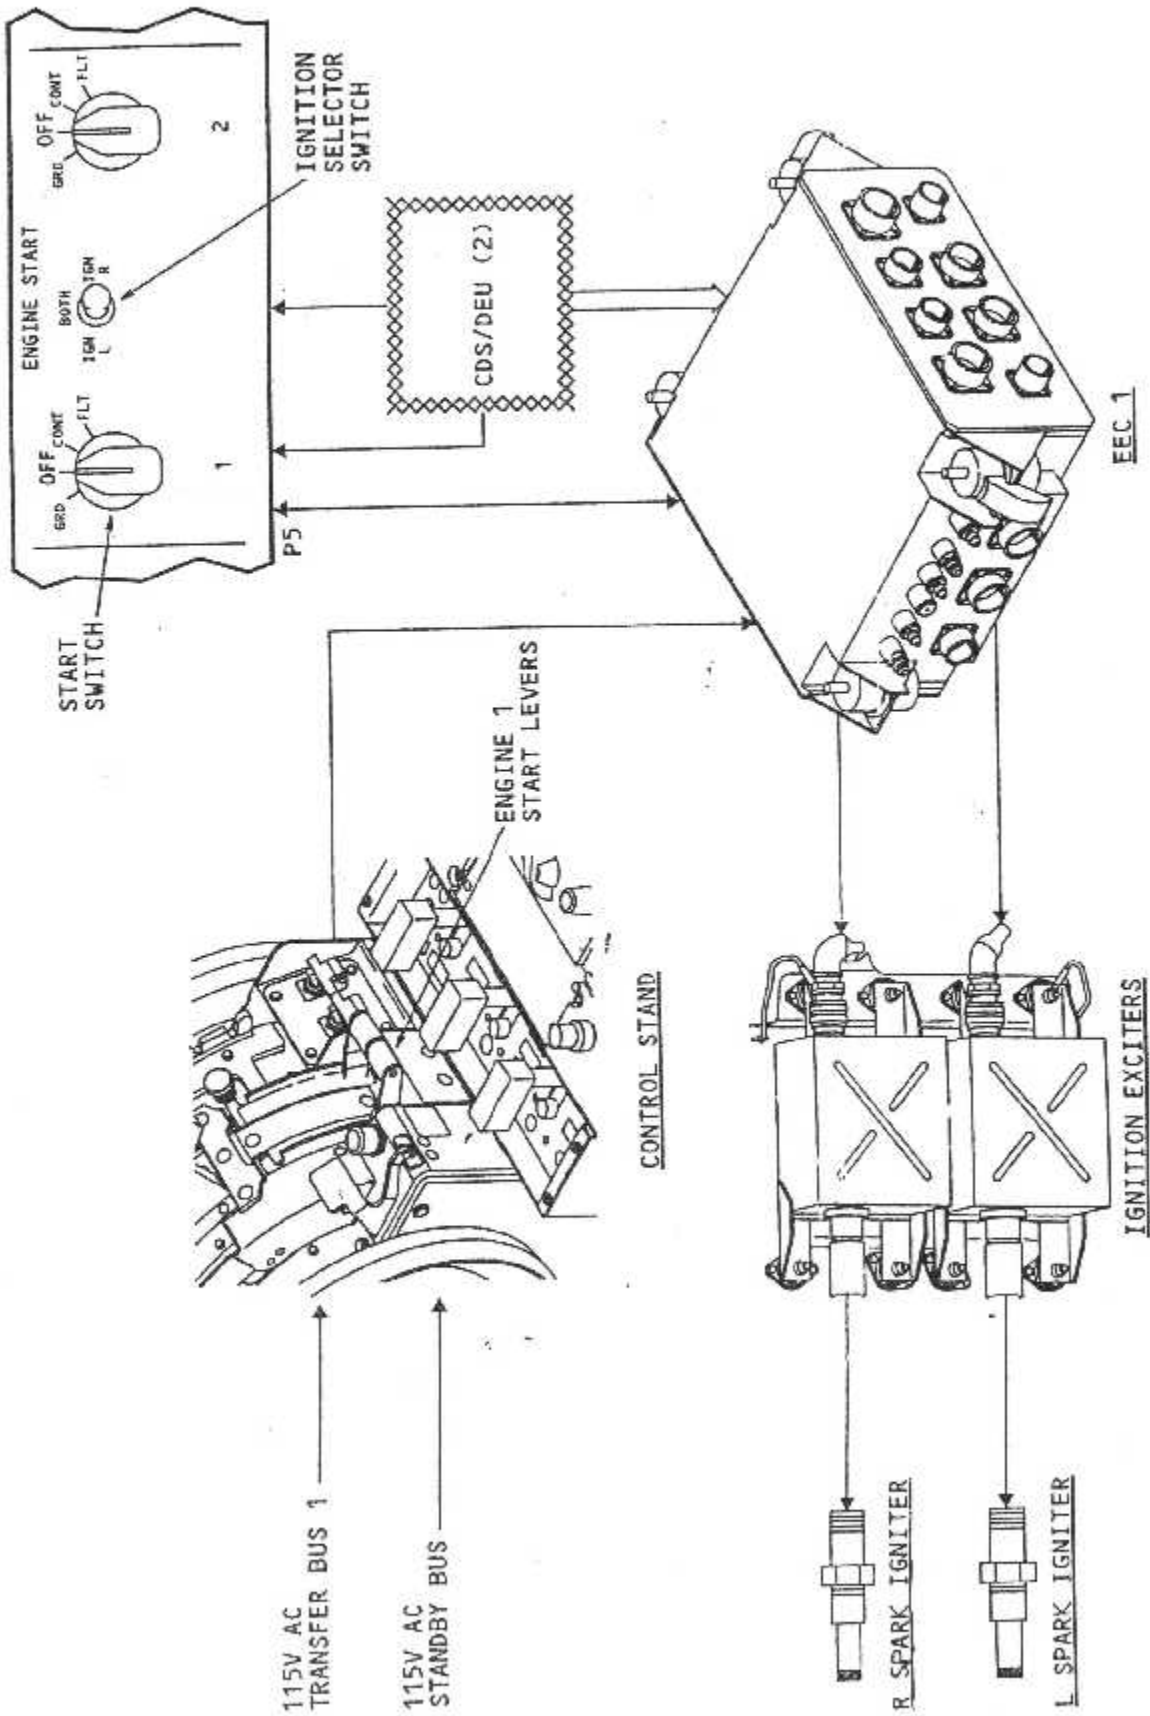 115V AC
TRANSFER BUS 1
115V AC
STANDBY BUS
CONTROL STAND
ENGINE 1
START LEVERS
START
SWITCH
ENGINE START
GRD
OFF
CONT
FLT
1
IGN
L
BOTH
IGN
R
GRD
OFF
CONT
FLT
2
P5
IGNITION
SELECTOR
SWITCH
CDS/DEU (2)
EEC 1
IGNITION EXCITERS
R SPARK IGNITER
L SPARK IGNITER